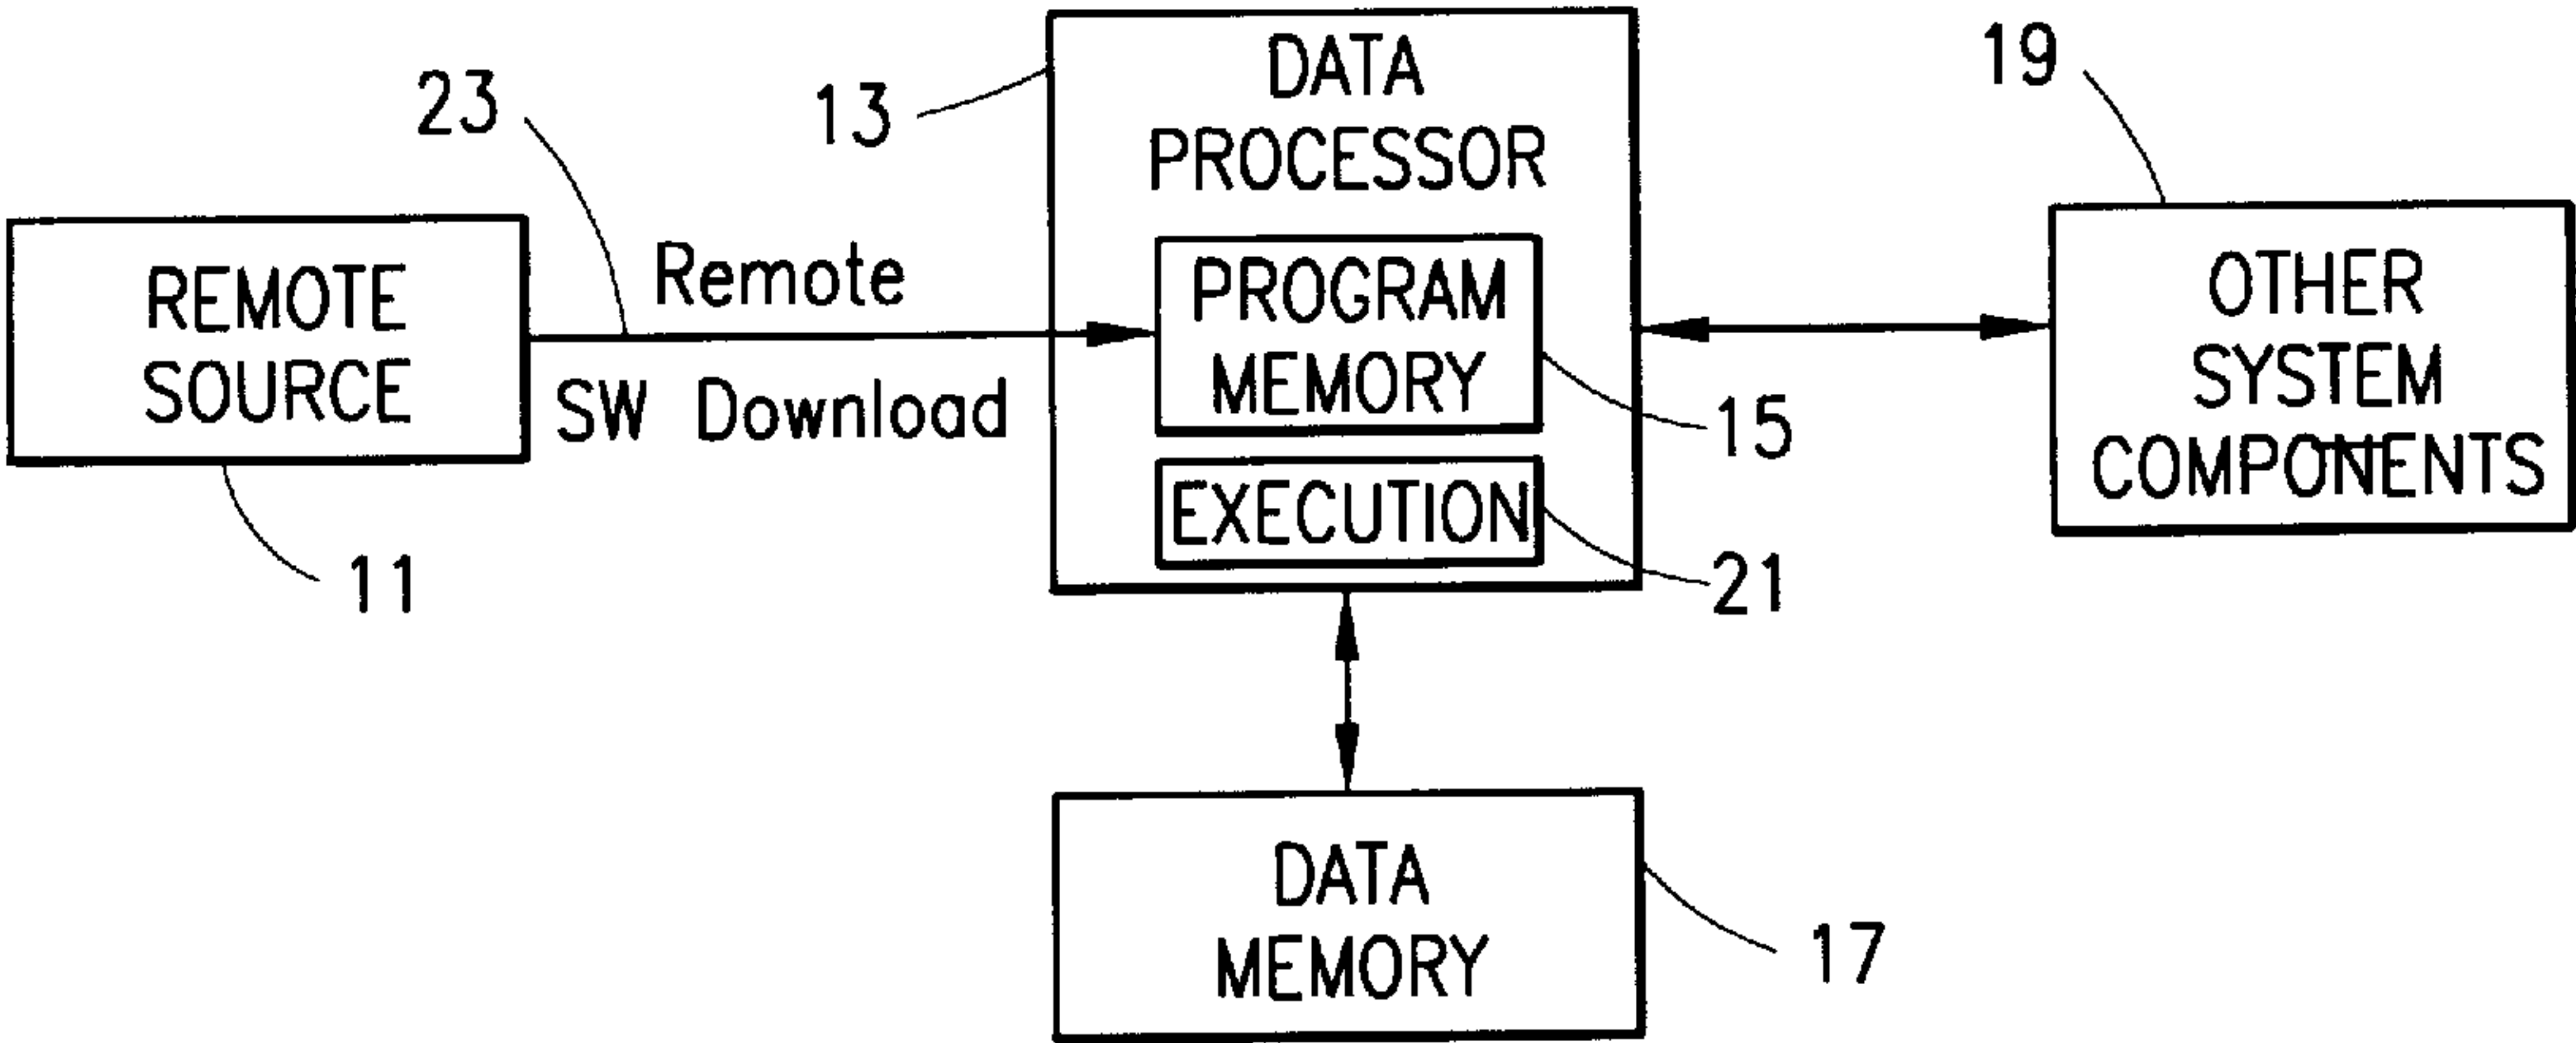 23
13
DATA
PROCESSOR
19
REMOTE
SOURCE
11
Remote
SW Download
PROGRAM
MEMORY
15
EXECUTION
21
OTHER
SYSTEM
COMPONENTS
DATA
MEMORY
17